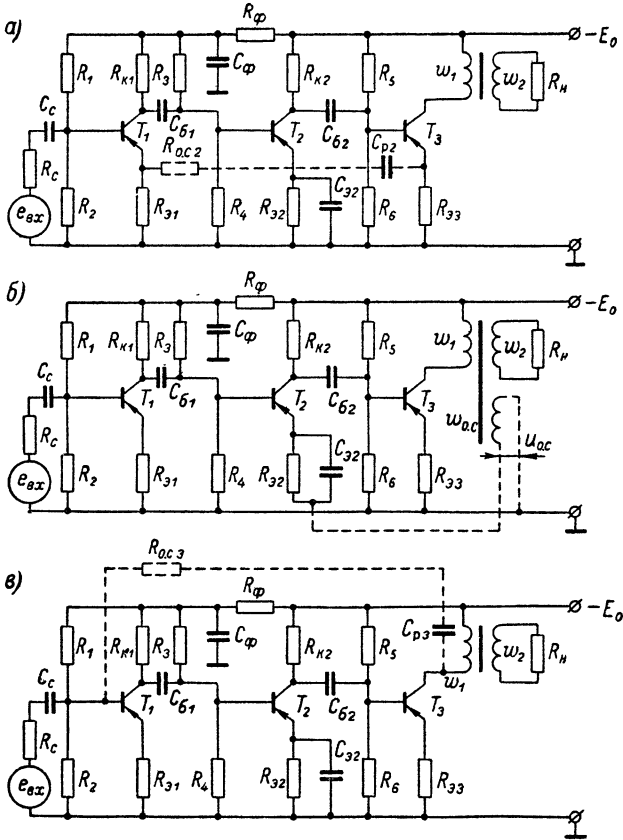 а)
Rф
−Eо
R1
Rк1
R3
Cф
Rк2
R5
w1
w2
Rн
Cс
T1
Cб1
T2
Cб2
T3
Rо.с 2
Cр2
Rс
eвх
R2
Rэ1
R4
Rэ2
Cэ2
R6
Rэ3
б)
Rф
−Eо
R1
Rк1
R3
Cф
Rк2
R5
w1
w2
Rн
Cс
T1
Cб1
T2
Cб2
T3
wо.с
uо.с
Rс
eвх
R2
Rэ1
R4
Rэ2
Cэ2
R6
Rэ3
в)
Rо.с 3
Rф
−Eо
R1
Rк1
R3
Cф
Rк2
R5
Cр3
w1
w2
Rн
Cс
T1
Cб1
T2
Cб2
T3
Rс
eвх
R2
Rэ1
R4
Rэ2
Cэ2
R6
Rэ3